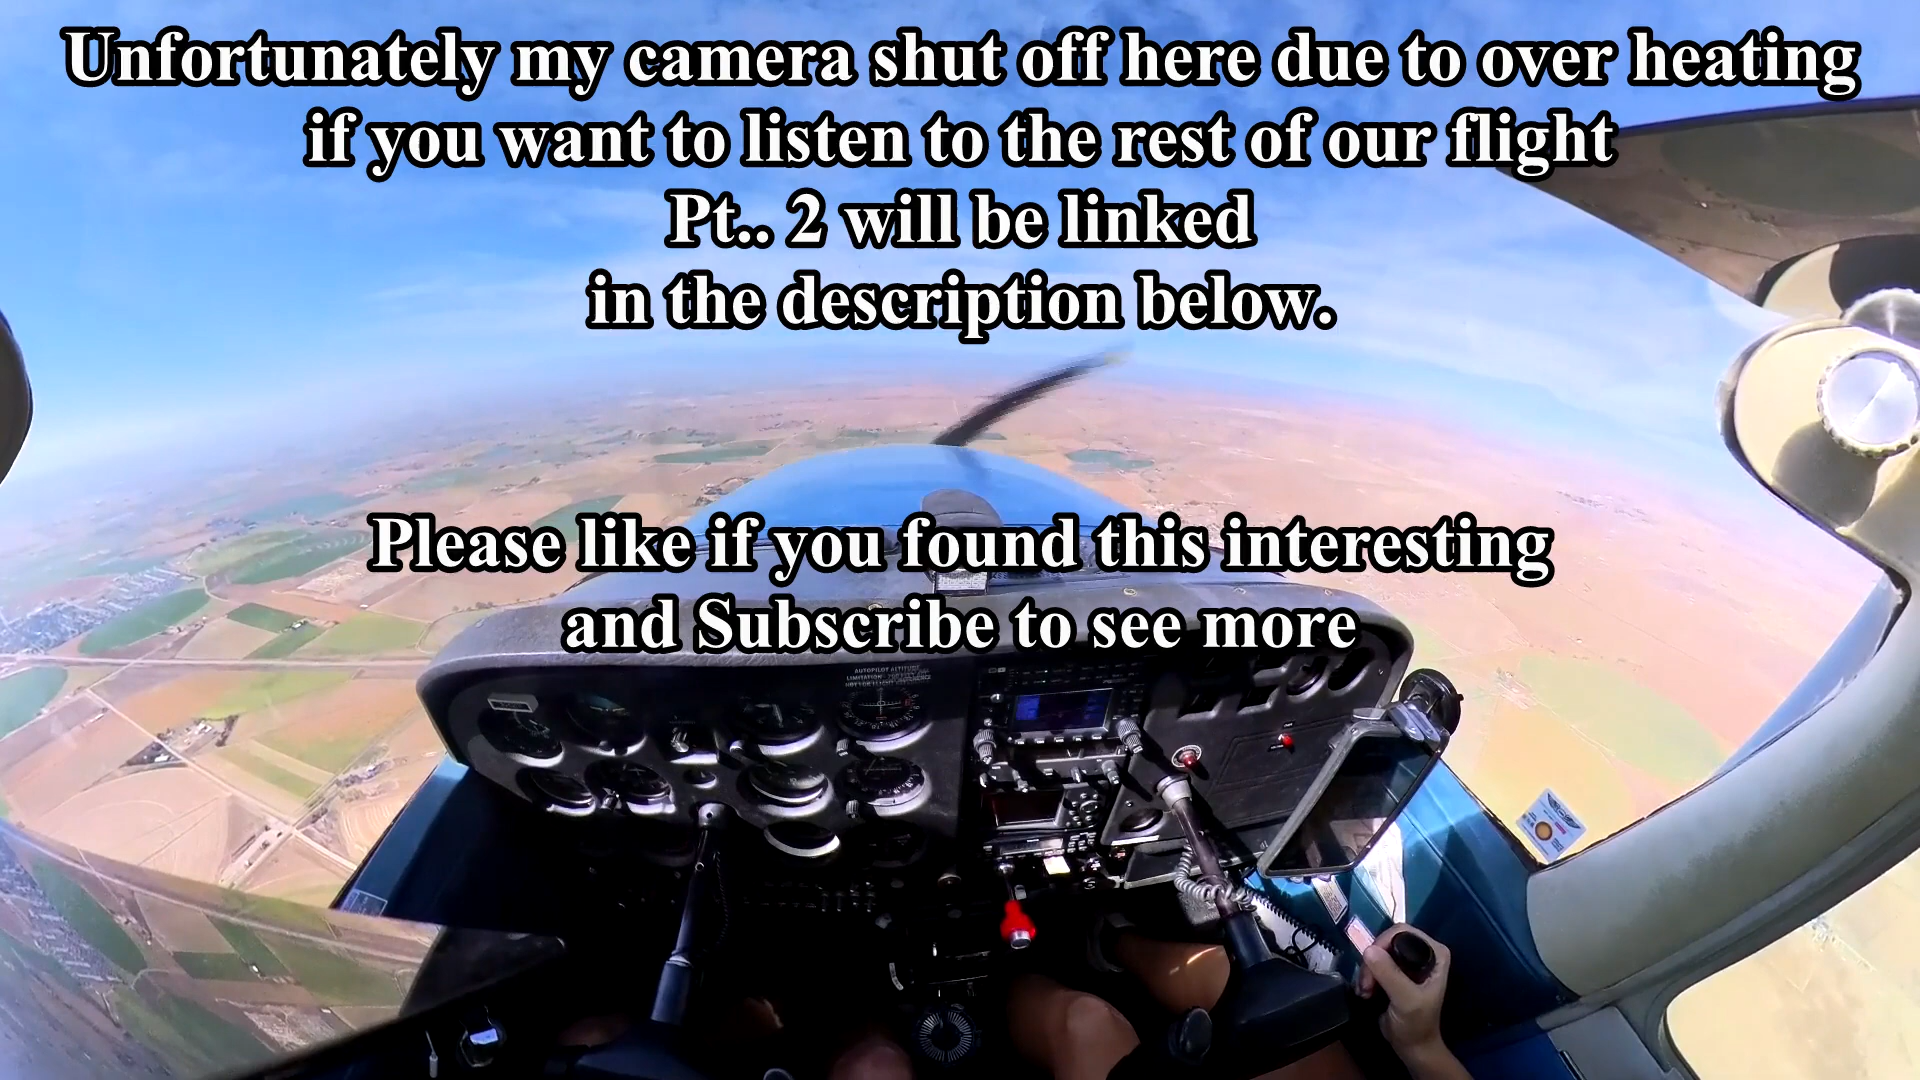 Unfortunately my camera shut off here due to over heating
if you want to listen to the rest of our flight
Pt.. 2 will be linked
in the description below.
Please like if you found this interesting
and Subscribe to see more
AUTOPILOT ALTITUDE